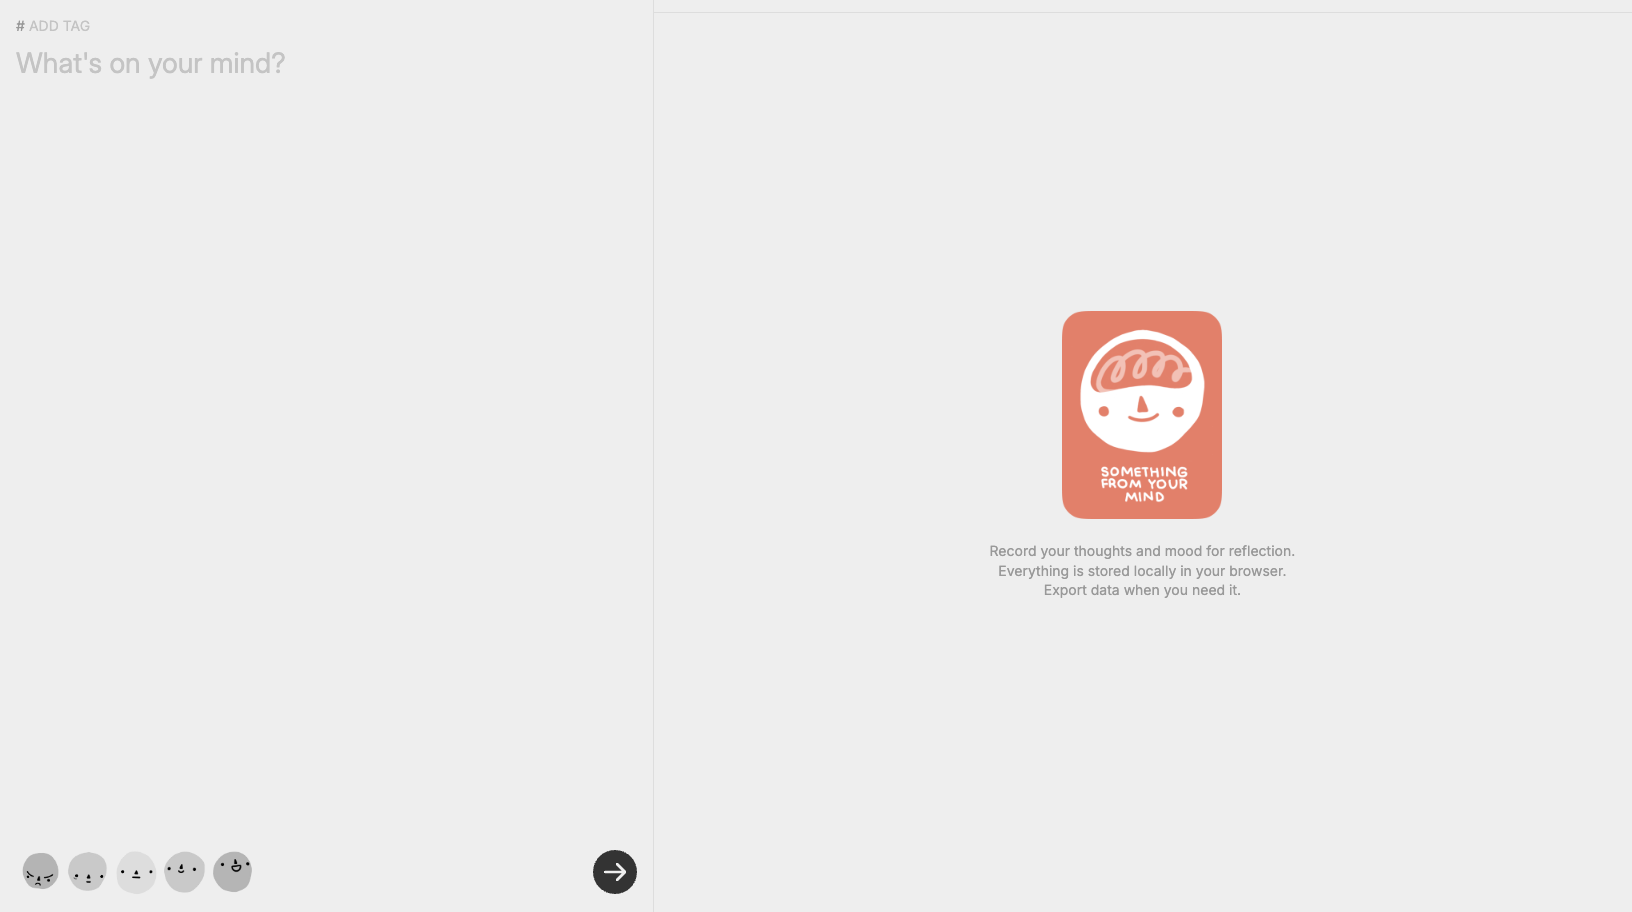 # ADD TAG
What's on your mind?
SOMETHING
FROM YOUR
MIND
Record your thoughts and mood for reflection.
Everything is stored locally in your browser.
Export data when you need it.